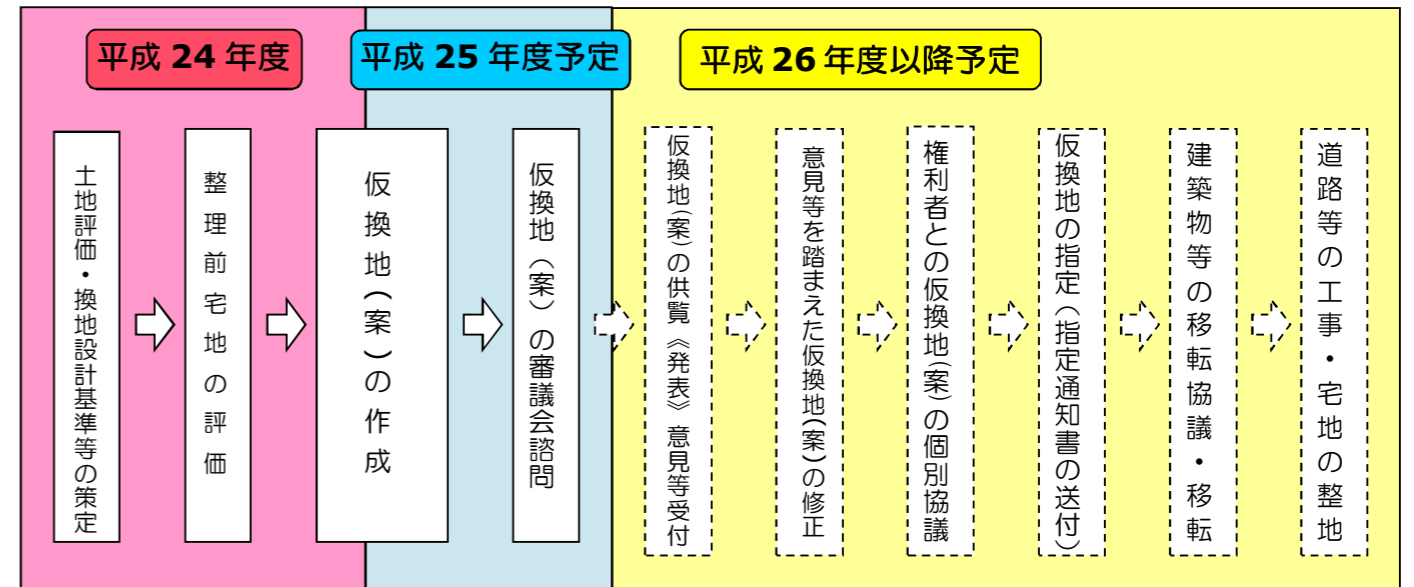 平成 24 年度
平成 25 年度予定
平成 26 年度以降予定
土地評価・換地設計基準等の策定
整理前宅地の評価
仮換地(案)の作成
仮換地(案)の審議会諮問
仮換地(案)の供覧《発表》意見等受付
意見等を踏まえた仮換地(案)の修正
権利者との仮換地(案)の個別協議
仮換地の指定(指定通知書の送付)
建築物等の移転協議・移転
道路等の工事・宅地の整地